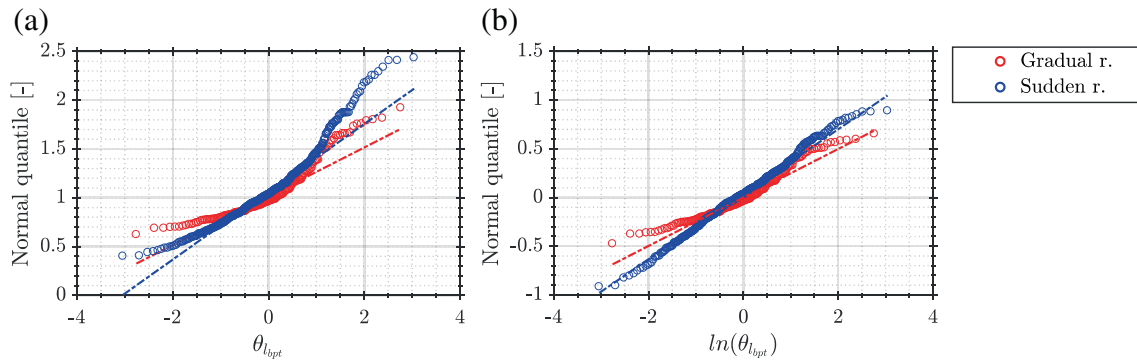 (a)
(b)
2.5
2
1.5
1
0.5
0
Normal quantile [-]
-4
-2
0
2
4
θ_{l_{bpt}}
1
0.5
0
-0.5
-1
Normal quantile [-]
-4
-2
0
2
4
ln(θ_{l_{bpt}})
Gradual r.
Sudden r.